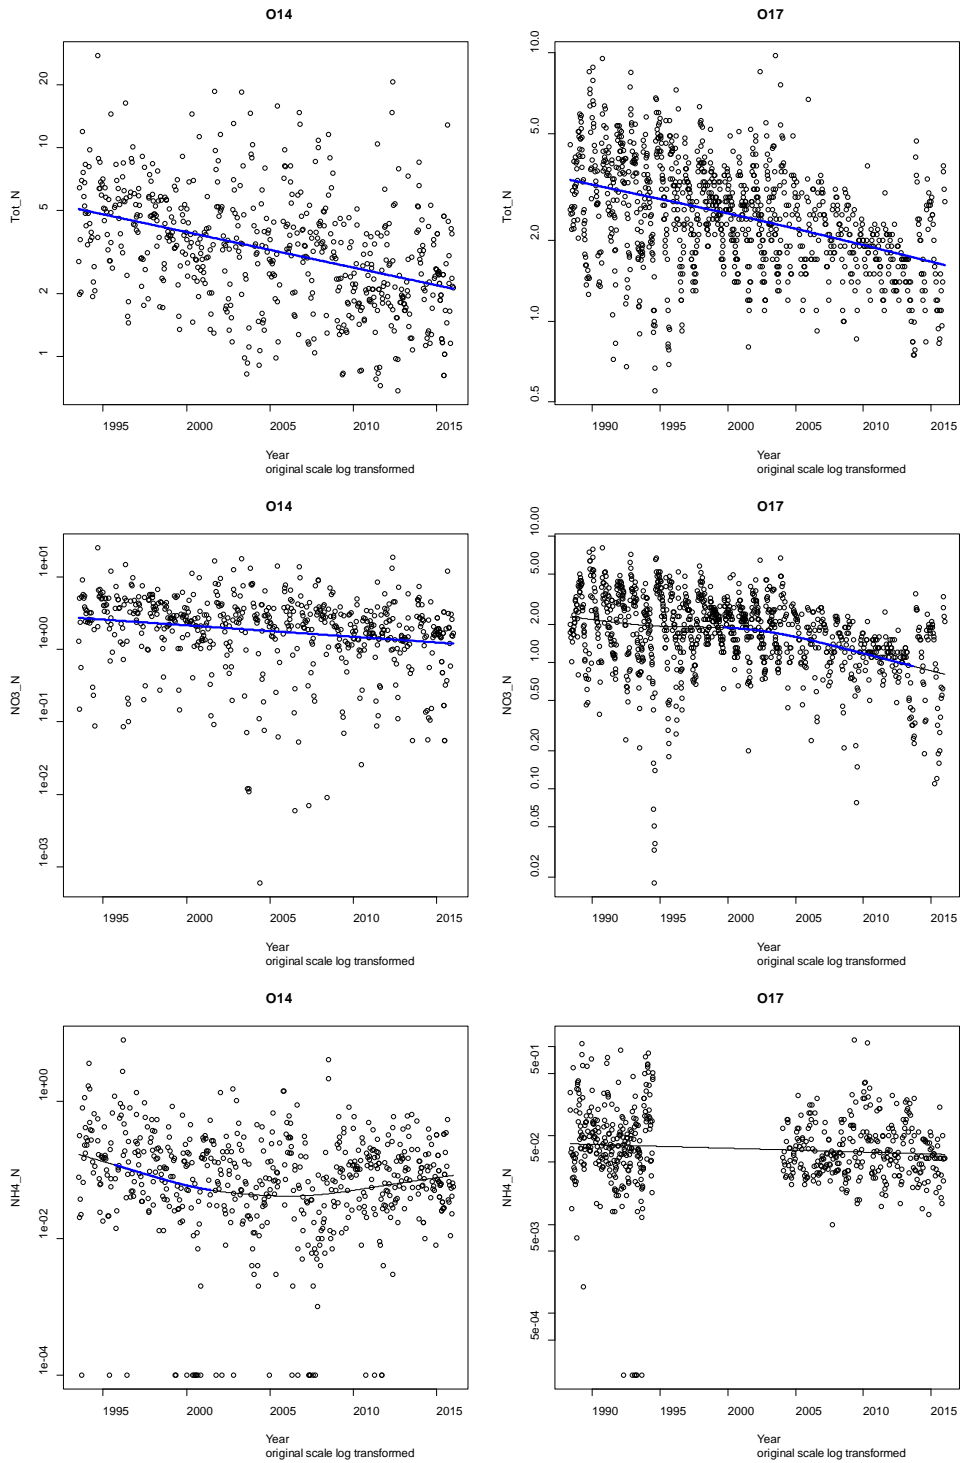 O14
20
10
5
2
1
Tot_N
1995 2000 2005 2010 2015
Year
original scale log transformed
O17
10.0
5.0
2.0
1.0
0.5
Tot_N
1990 1995 2000 2005 2010 2015
Year
original scale log transformed
O14
1e+01
1e+00
1e-01
1e-02
1e-03
NO3_N
1995 2000 2005 2010 2015
Year
original scale log transformed
O17
10.00
5.00
2.00
1.00
0.50
0.20
0.10
0.05
0.02
NO3_N
1990 1995 2000 2005 2010 2015
Year
original scale log transformed
O14
1e+00
1e-02
1e-04
NH4_N
1995 2000 2005 2010 2015
Year
original scale log transformed
O17
5e-01
5e-02
5e-03
5e-04
NH4_N
1990 1995 2000 2005 2010 2015
Year
original scale log transformed